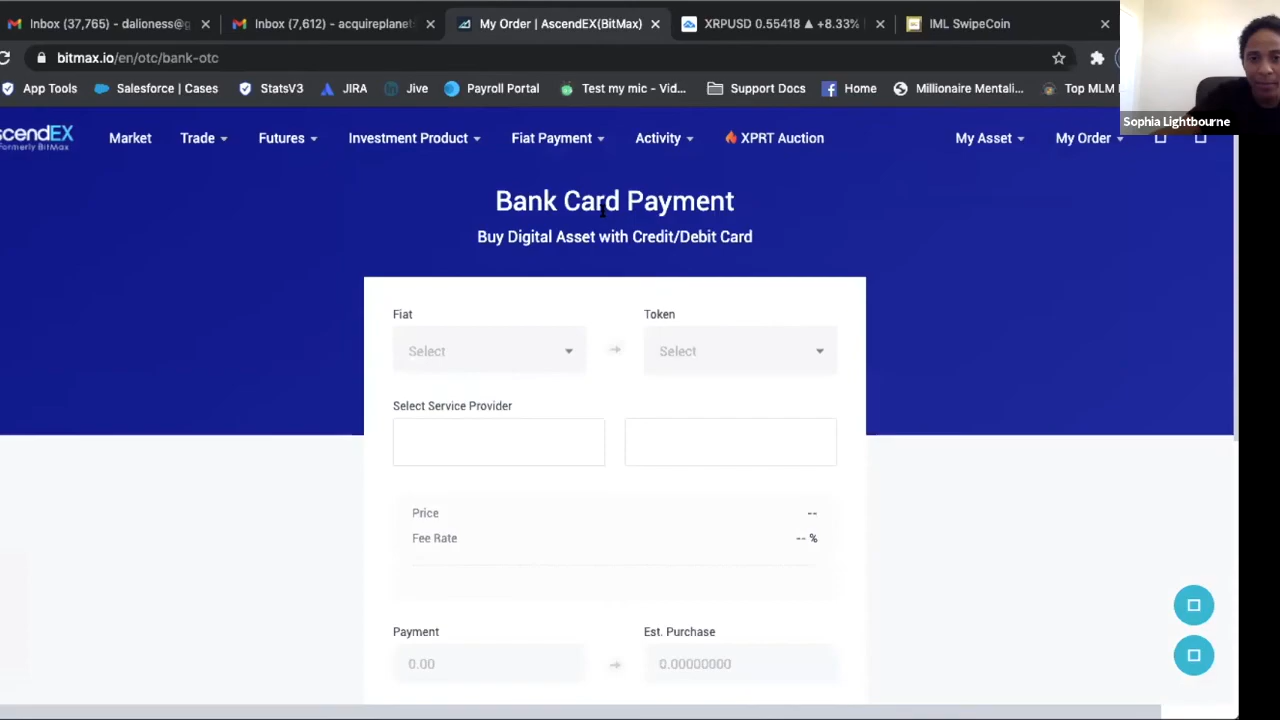 Inbox (37,765) - dalioness@g
Inbox (7,612) - acquireplanet
My Order | AscendEX(BitMax)
XRPUSD 0.55418 ▲ +8.33%
IML SwipeCoin
bitmax.io/en/otc/bank-otc
App Tools
Salesforce | Cases
StatsV3
JIRA
Jive
Payroll Portal
Test my mic - Vid...
Support Docs
Home
Millionaire Mentali...
Top MLM
Sophia Lightbourne
scendEX
Formerly BitMax
Market
Trade
Futures
Investment Product
Fiat Payment
Activity
XPRT Auction
My Asset
My Order
Bank Card Payment
Buy Digital Asset with Credit/Debit Card
Fiat
Token
Select
Select
Select Service Provider
Price
--
Fee Rate
-- %
Payment
Est. Purchase
0.00
0.00000000